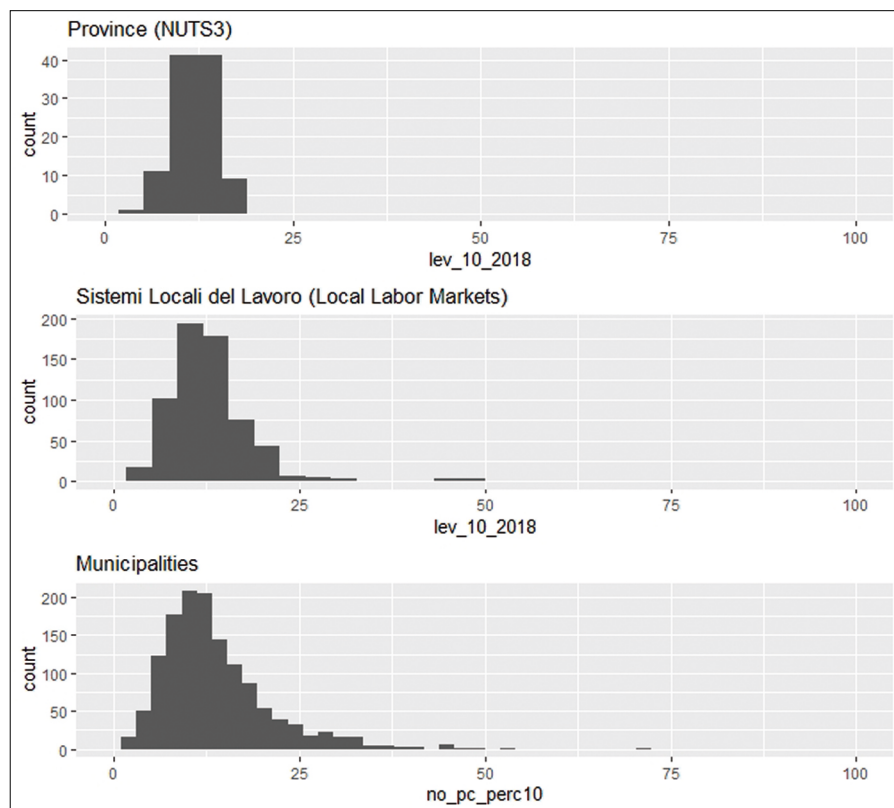 Province (NUTS3)
40
30
20
10
0
count
0 25 50 75 100
lev_10_2018
Sistemi Locali del Lavoro (Local Labor Markets)
200
150
100
50
0
count
0 25 50 75 100
lev_10_2018
Municipalities
200
150
100
50
0
count
0 25 50 75 100
no_pc_perc10